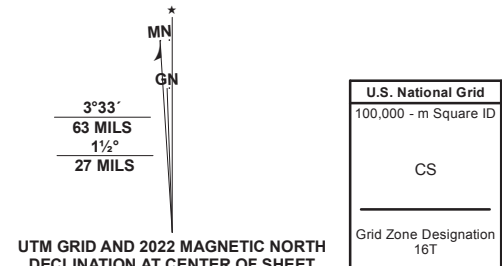 MN
GN
3°33´
63 MILS
1½°
27 MILS
UTM GRID AND 2022 MAGNETIC NORTH
DECLINATION AT CENTER OF SHEET
U.S. National Grid
100,000 - m Square ID
CS
Grid Zone Designation
16T